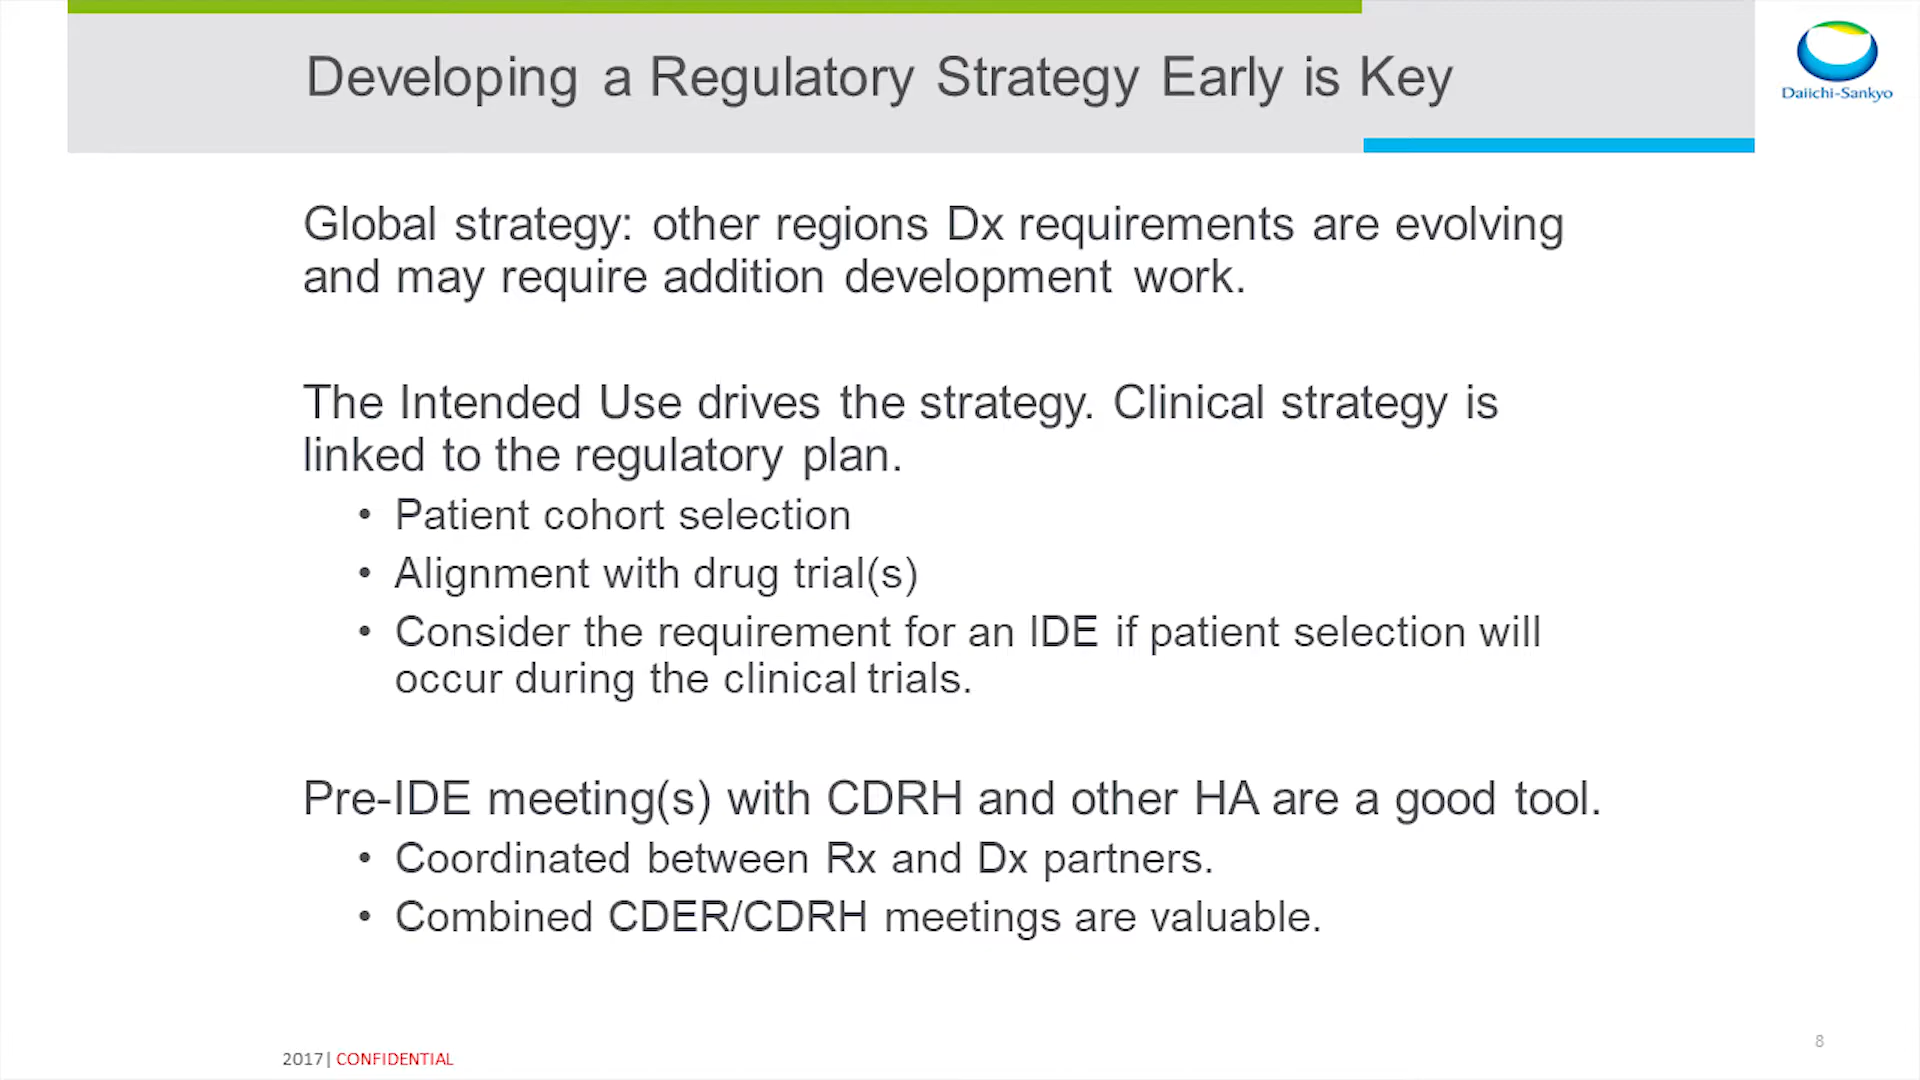 Developing a Regulatory Strategy Early is Key
Daiichi-Sankyo
Global strategy: other regions Dx requirements are evolving
and may require addition development work.
The Intended Use drives the strategy. Clinical strategy is
linked to the regulatory plan.
• Patient cohort selection
• Alignment with drug trial(s)
• Consider the requirement for an IDE if patient selection will
occur during the clinical trials.
Pre-IDE meeting(s) with CDRH and other HA are a good tool.
• Coordinated between Rx and Dx partners.
• Combined CDER/CDRH meetings are valuable.
2017| CONFIDENTIAL
8